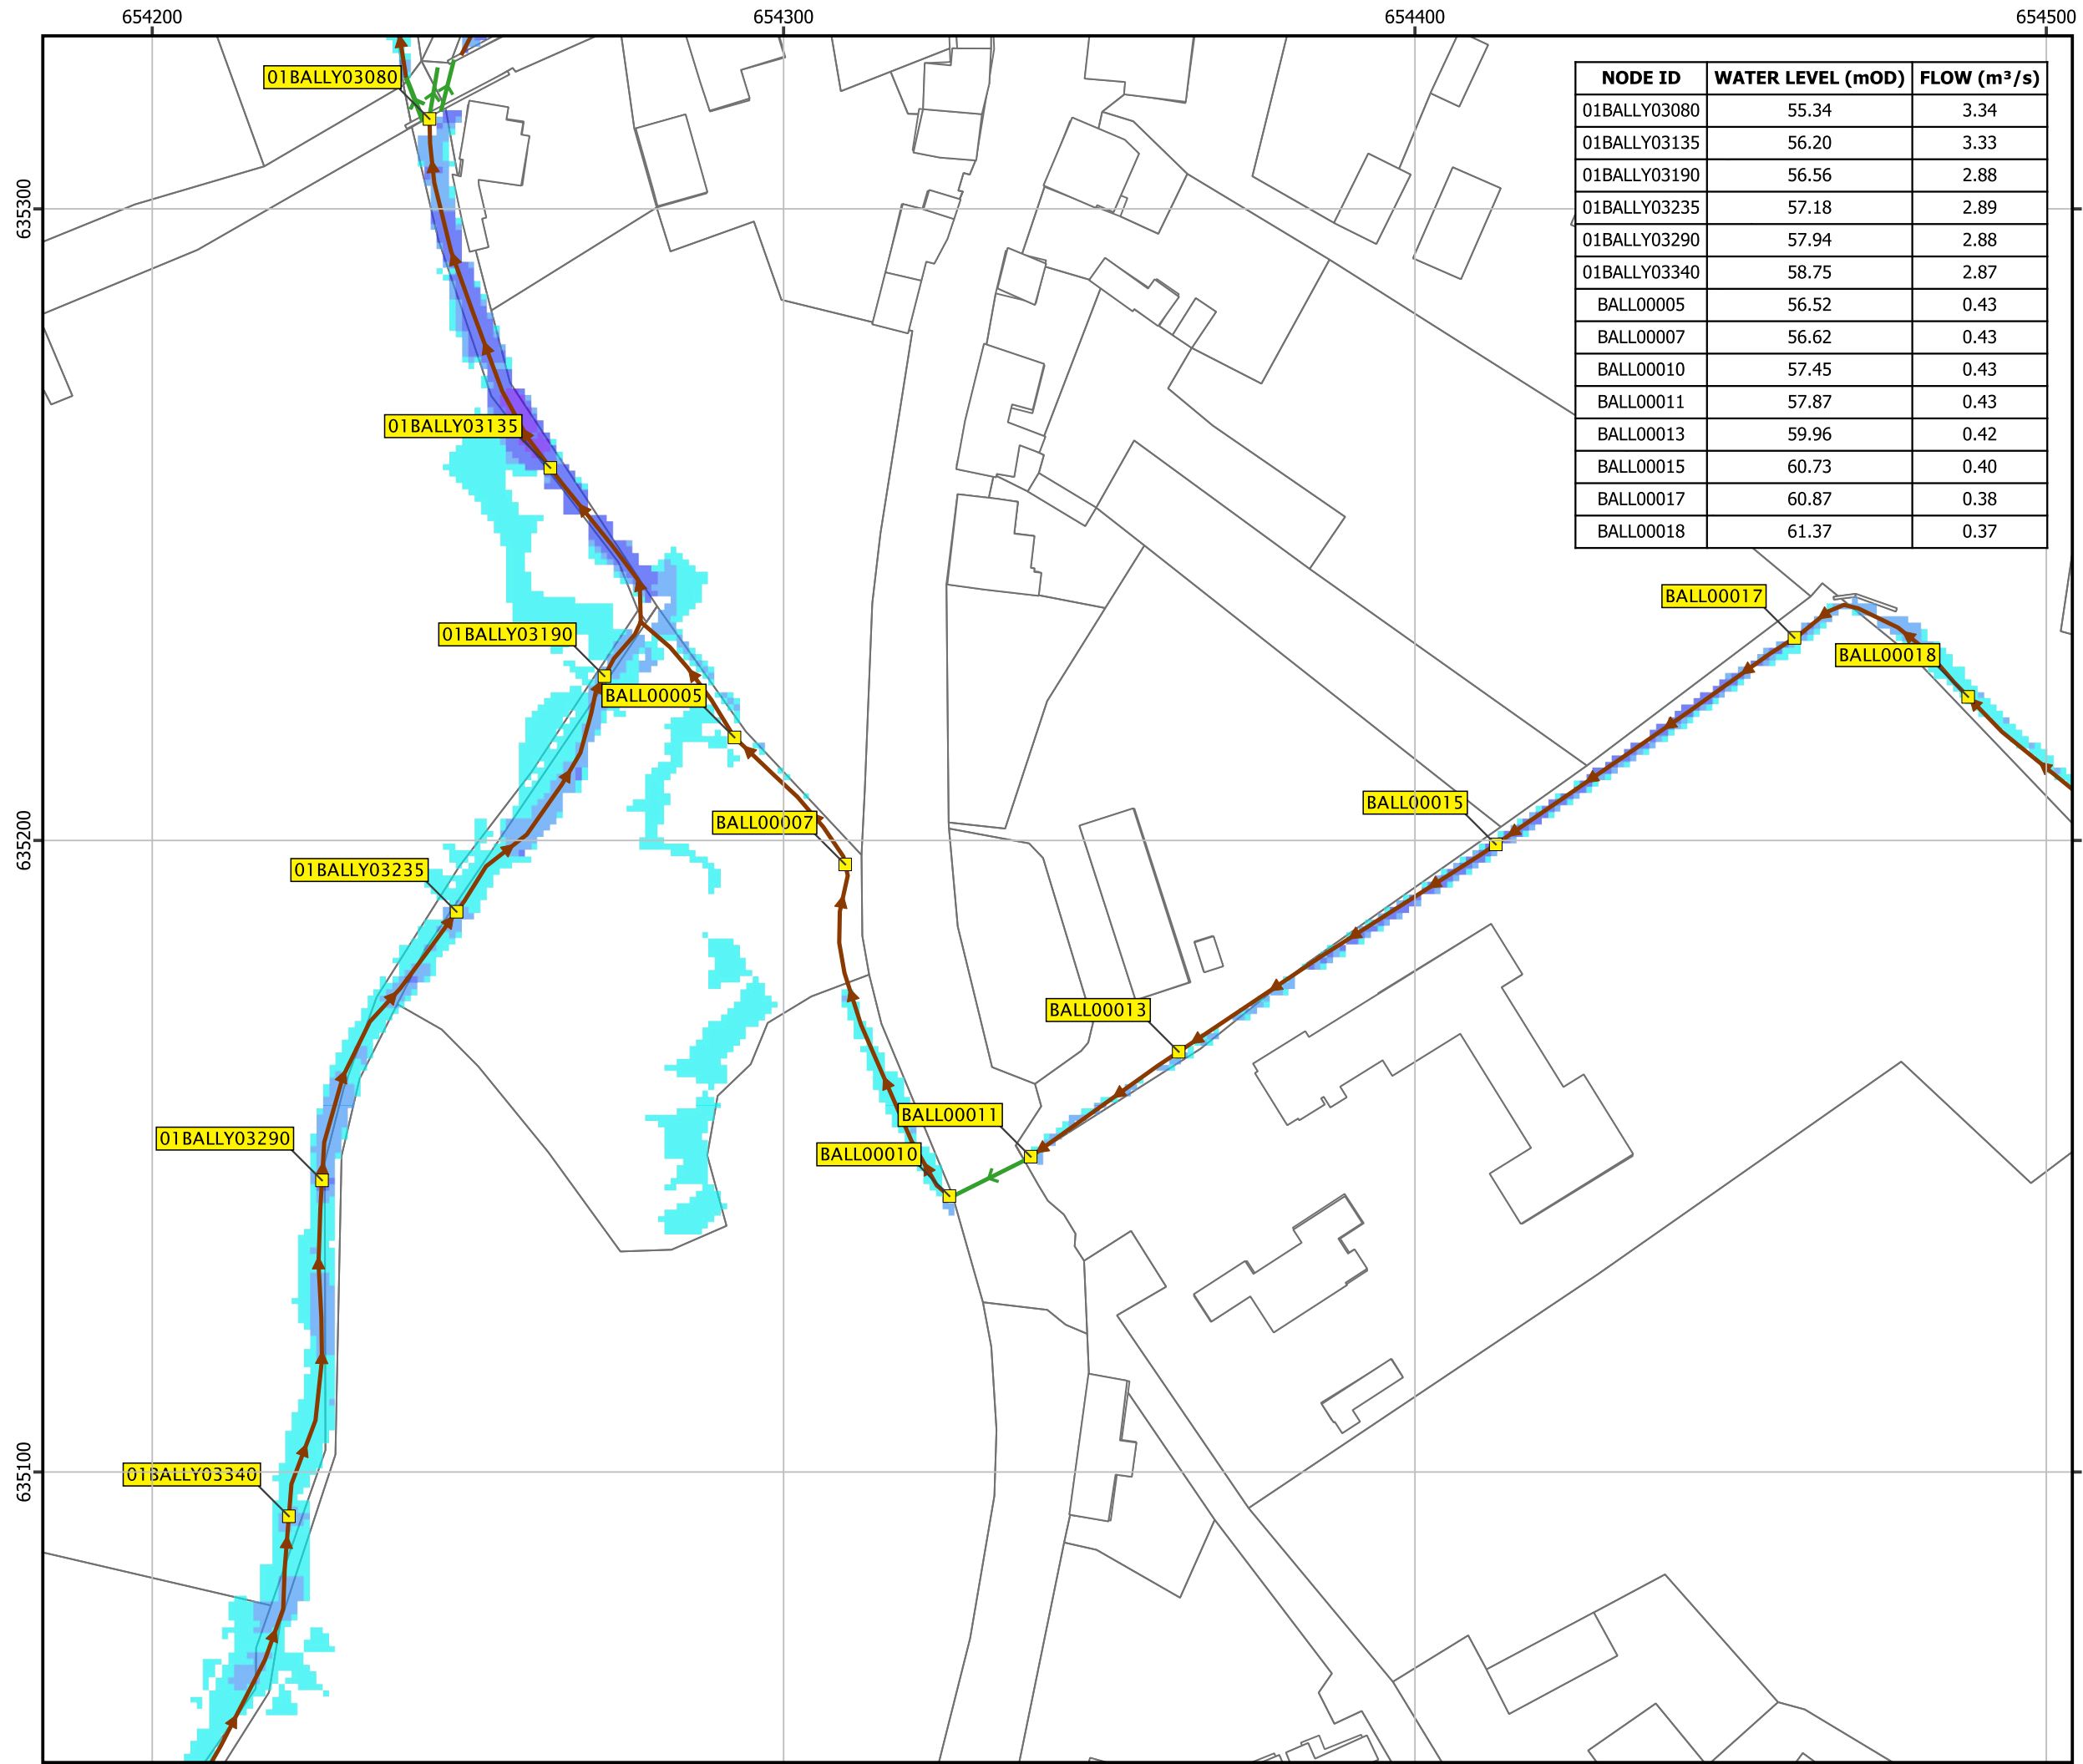 654200 654300 654400 654500
NODE ID WATER LEVEL (mOD) FLOW (m³/s)
01BALLY03080 55.34 3.34
01BALLY03135 56.20 3.33
01BALLY03190 56.56 2.88
01BALLY03235 57.18 2.89
01BALLY03290 57.94 2.88
01BALLY03340 58.75 2.87
BALL00005 56.52 0.43
BALL00007 56.62 0.43
BALL00010 57.45 0.43
BALL00011 57.87 0.43
BALL00013 59.96 0.42
BALL00015 60.73 0.40
BALL00017 60.87 0.38
BALL00018 61.37 0.37
01BALLY03080
635300
01BALLY03135
BALL00017
01BALLY03190
BALL00018
BALL00005
BALL00015
BALL00007
635200
01BALLY03235
BALL00013
BALL00011
01BALLY03290
BALL00010
635100
01BALLY03340